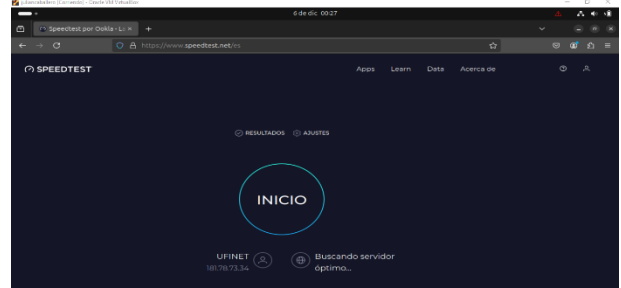 6 de dic 00:27
Speedtest por Ookla - La
https://www.speedtest.net/es
SPEEDTEST
Apps Learn Data Acerca de
RESULTADOS AJUSTES
INICIO
UFINET
181.78.73.34
Buscando servidor
óptimo...